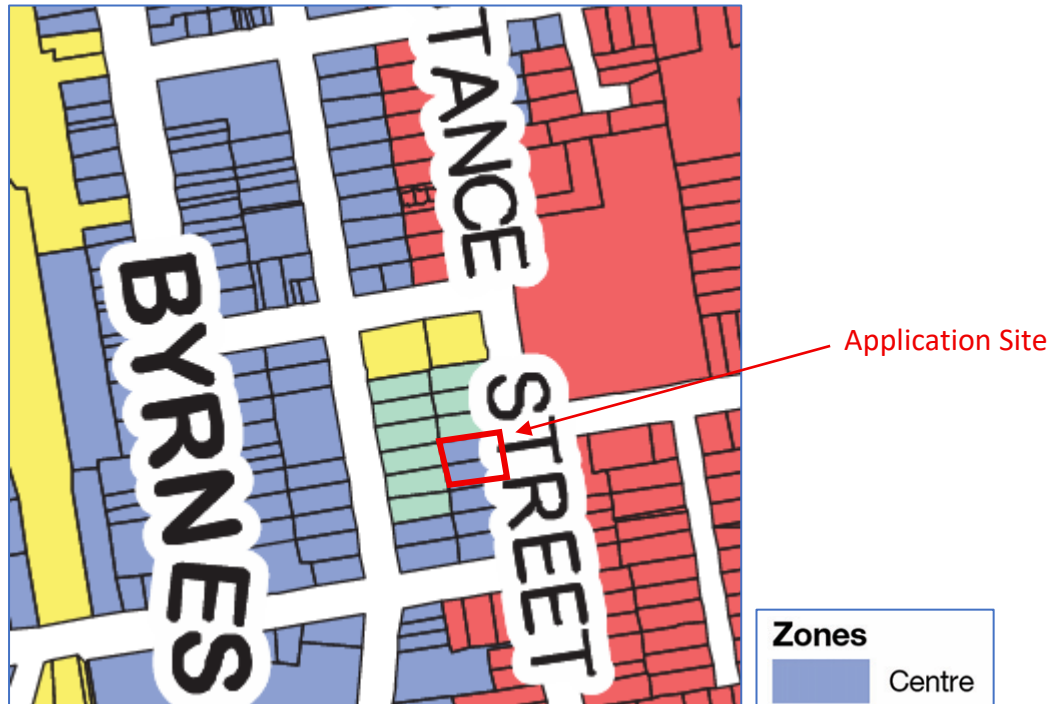 TANCE
STREET
BYRNES
Application Site
Zones
Centre